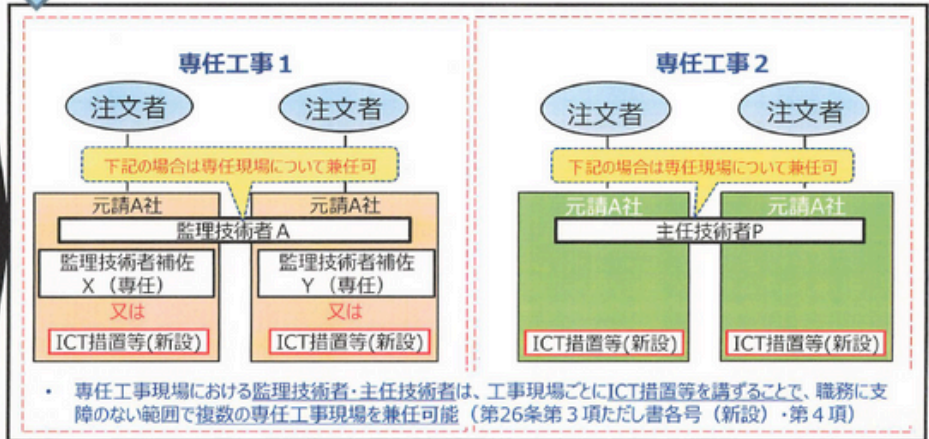 専任工事1
注文者
注文者
下記の場合は専任現場について兼任可
元請A社
元請A社
監理技術者A
監理技術者補佐
X(専任)
監理技術者補佐
Y(専任)
又は
又は
ICT措置等(新設)
ICT措置等(新設)
専任工事2
注文者
注文者
下記の場合は専任現場について兼任可
元請A社
元請A社
主任技術者P
ICT措置等(新設)
ICT措置等(新設)
・ 専任工事現場における監理技術者・主任技術者は、工事現場ごとにICT措置等を講ずることで、職務に支
障のない範囲で複数の専任工事現場を兼任可能(第26条第3項ただし書各号(新設)・第4項)